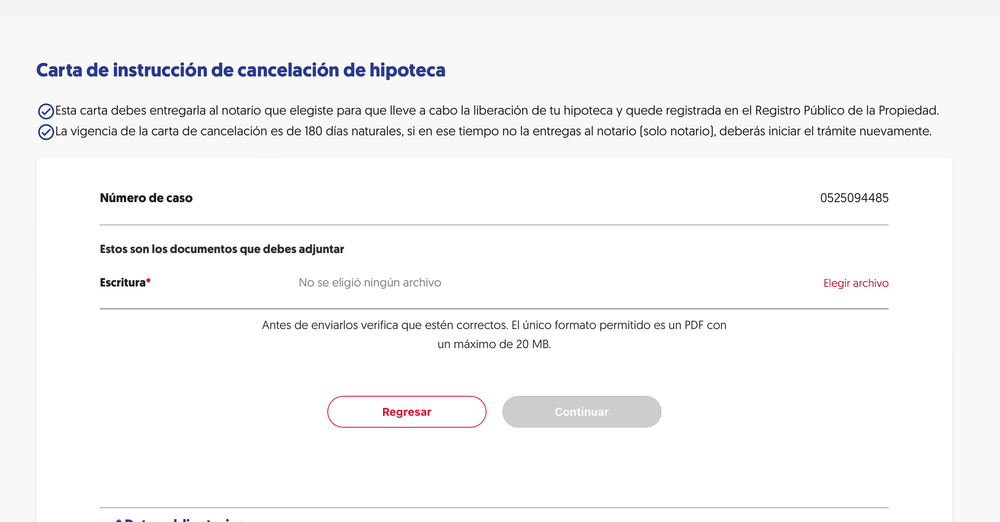 Carta de instrucción de cancelación de hipoteca
Esta carta debes entregarla al notario que elegiste para que lleve a cabo la liberación de tu hipoteca y quede registrada en el Registro Público de la Propiedad.
La vigencia de la carta de cancelación es de 180 días naturales, si en ese tiempo no la entregas al notario (solo notario), deberás iniciar el trámite nuevamente.
Número de caso 0525094485
Estos son los documentos que debes adjuntar
Escritura* No se eligió ningún archivo Elegir archivo
Antes de enviarlos verifica que estén correctos. El único formato permitido es un PDF con
un máximo de 20 MB.
Regresar Continuar